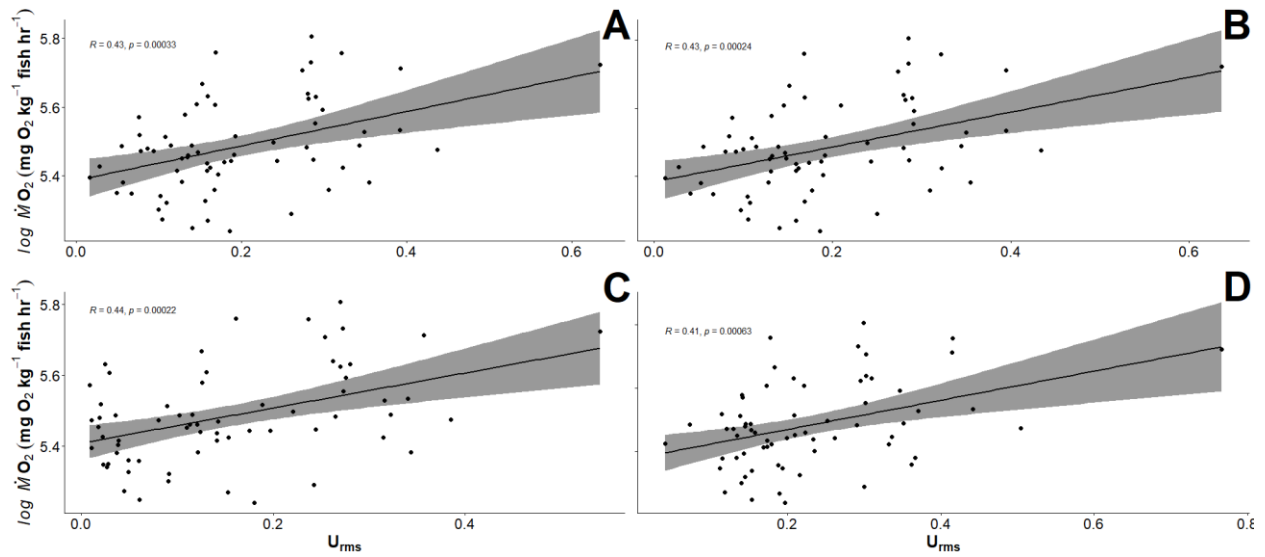 A
B
R = 0.43, p = 0.00033
R = 0.43, p = 0.00024
log ṀO₂ (mg O₂ kg⁻¹ fish hr⁻¹)
5.8
5.6
5.4
0.0 0.2 0.4 0.6
0.0 0.2 0.4 0.6
C
D
R = 0.44, p = 0.00022
R = 0.41, p = 0.00063
log ṀO₂ (mg O₂ kg⁻¹ fish hr⁻¹)
5.8
5.6
5.4
0.0 0.2 0.4
0.2 0.4 0.6 0.8
U_rms
U_rms